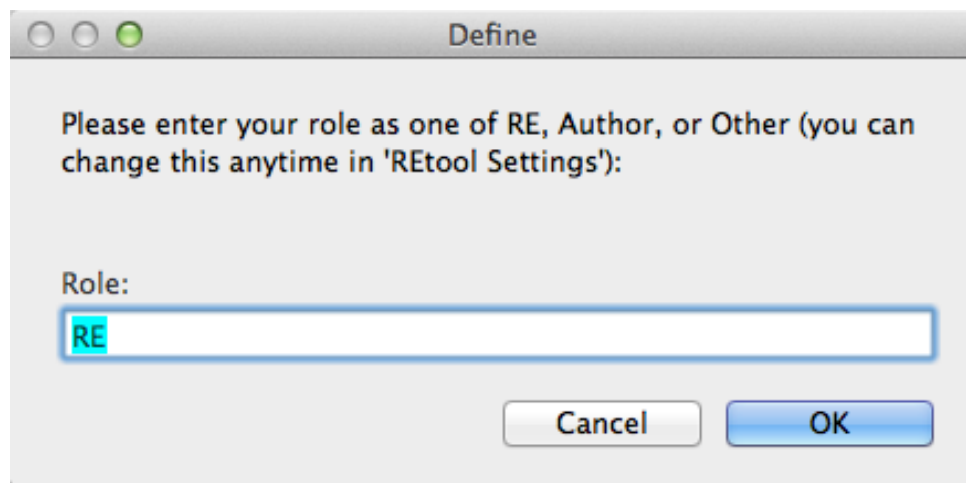 Define
Please enter your role as one of RE, Author, or Other (you can
change this anytime in 'REtool Settings'):
Role:
RE
Cancel
OK